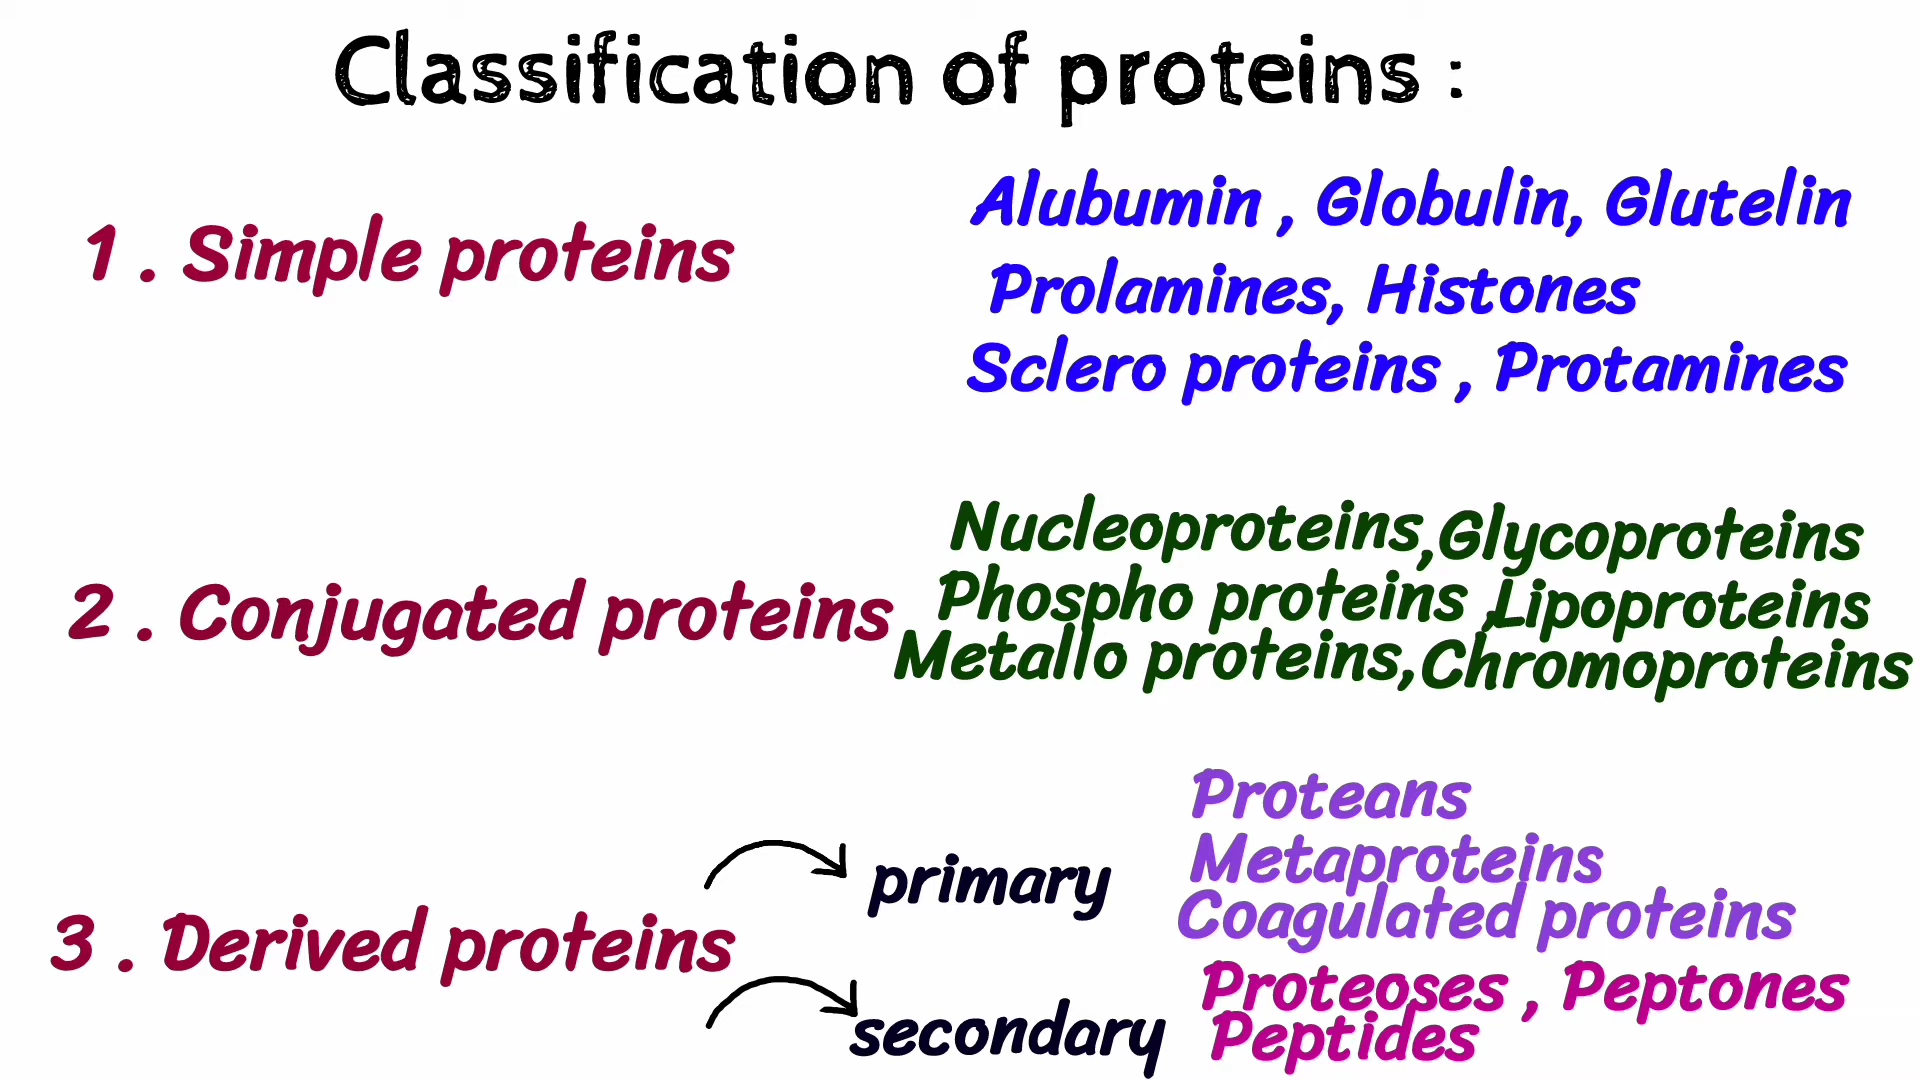 Classification of proteins :
1 . Simple proteins
Alubumin , Globulin, Glutelin
Prolamines, Histones
Sclero proteins , Protamines
2 . Conjugated proteins
Nucleoproteins,Glycoproteins
Phospho proteins ,Lipoproteins
Metallo proteins,Chromoproteins
3 . Derived proteins
primary
Proteans
Metaproteins
Coagulated proteins
secondary
Proteoses , Peptones
Peptides